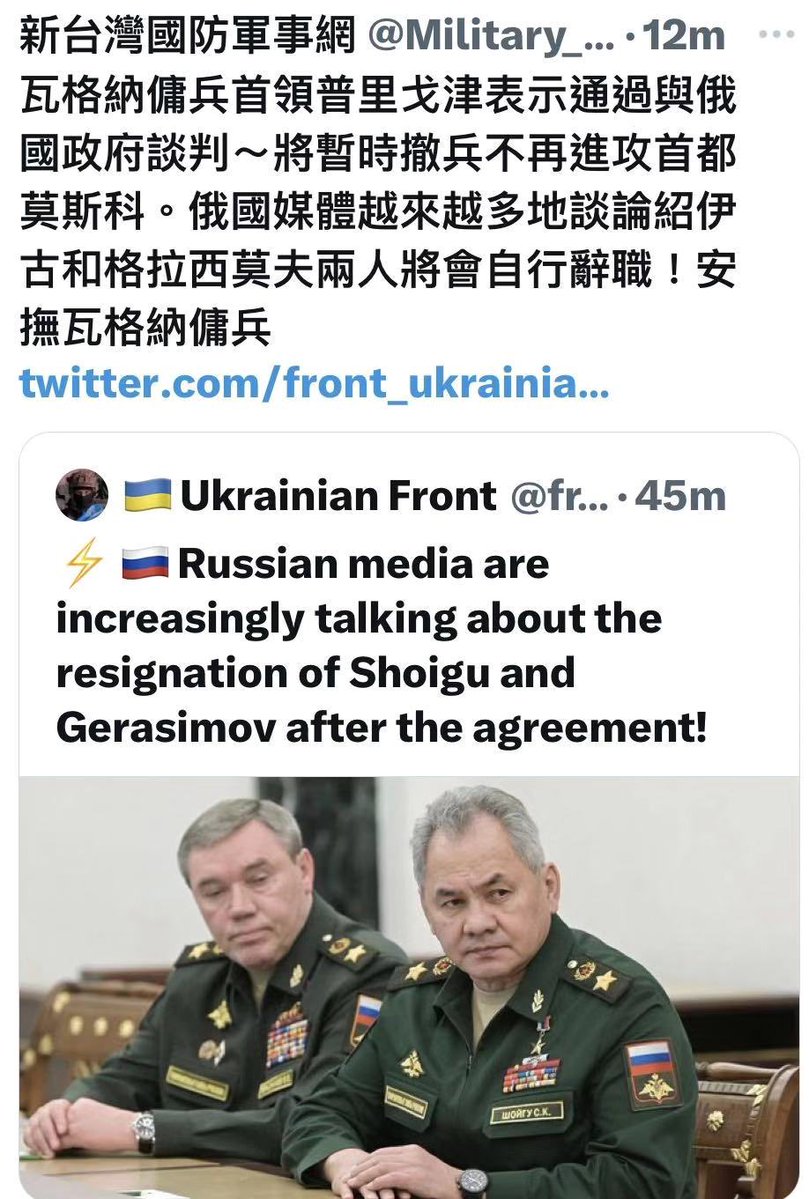 新台灣國防軍事網 @Military_... · 12m
瓦格納傭兵首領普里戈津表示通過與俄
國政府談判～將暫時撤兵不再進攻首都
莫斯科。俄國媒體越來越多地談論紹伊
古和格拉西莫夫兩人將會自行辭職！安
撫瓦格納傭兵
twitter.com/front_ukrainia...
Ukrainian Front @fr... · 45m
Russian media are
increasingly talking about the
resignation of Shoigu and
Gerasimov after the agreement!
ШОЙГУ С.К.